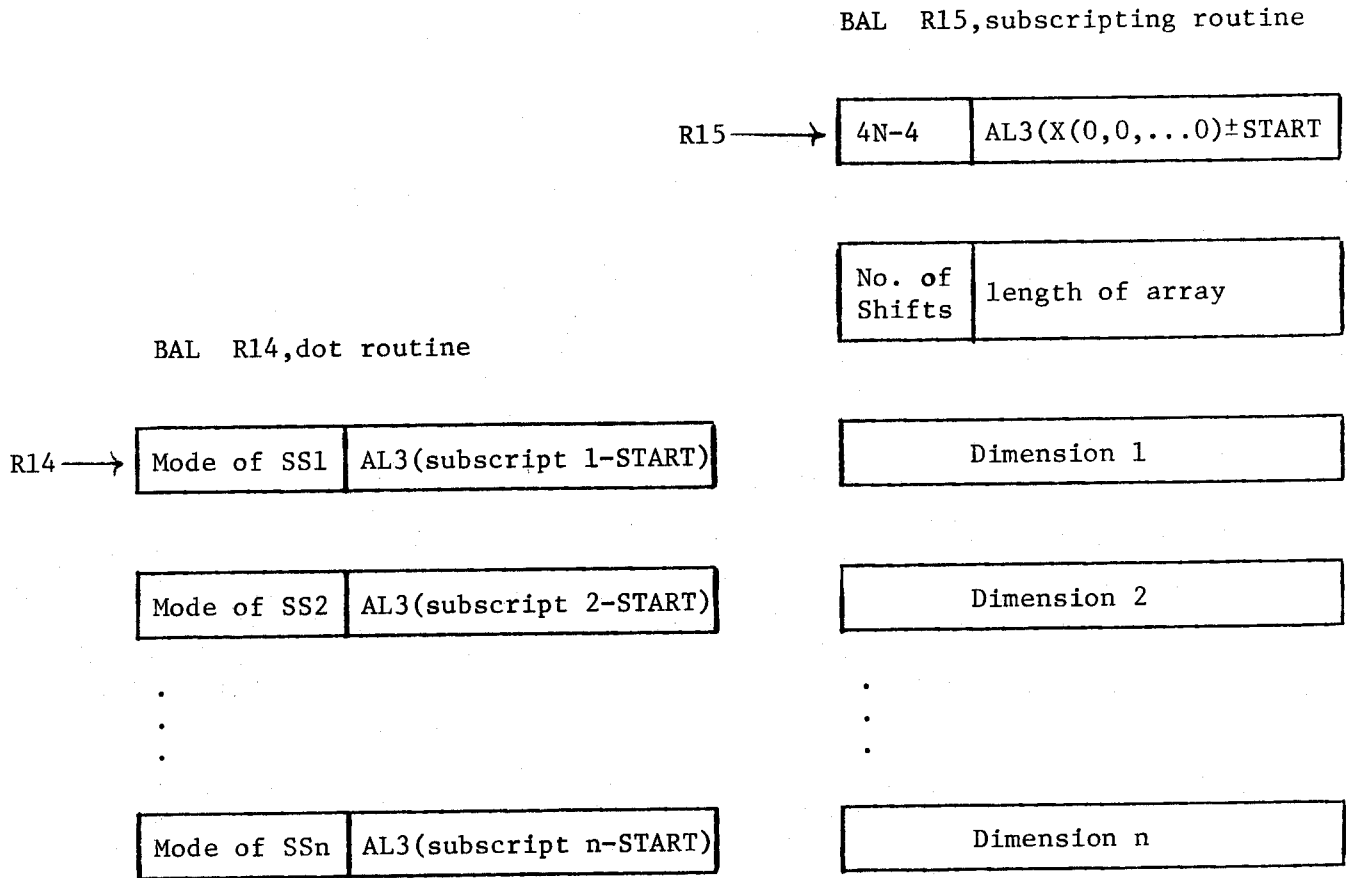 BAL R15,subscripting routine
R15 4N-4 AL3(X(0,0,...0)±START
No. of
Shifts
length of array
BAL R14,dot routine
R14 Mode of SS1 AL3(subscript 1-START) Dimension 1
Mode of SS2 AL3(subscript 2-START) Dimension 2
.
.
.
.
.
.
Mode of SSn AL3(subscript n-START) Dimension n